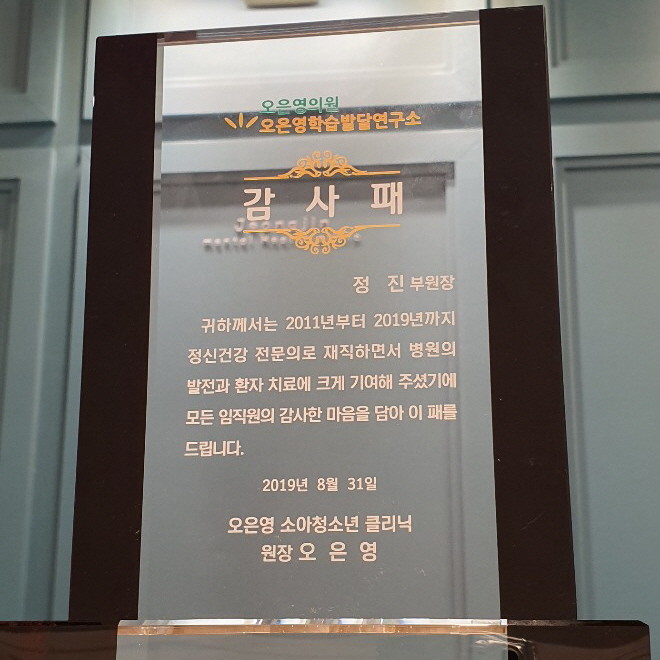 오은영의원
오은영학습발달연구소
감 사 패
정 진 부원장
귀하께서는 2011년부터 2019년까지
정신건강 전문의로 재직하면서 병원의
발전과 환자 치료에 크게 기여해 주셨기에
모든 임직원의 감사한 마음을 담아 이 패를
드립니다.
2019년 8월 31일
오은영 소아청소년 클리닉
원장 오 은 영